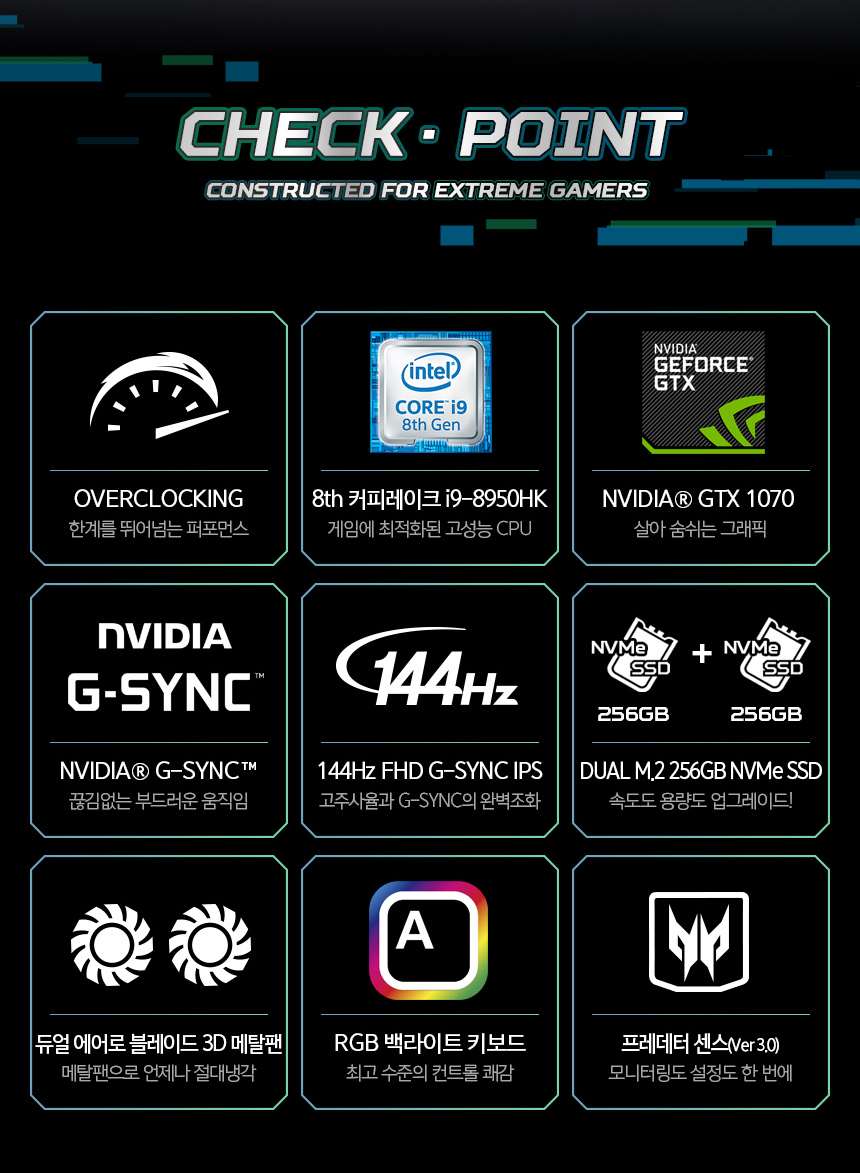 CHECK · POINT
CONSTRUCTED FOR EXTREME GAMERS
OVERCLOCKING
한계를 뛰어넘는 퍼포먼스
intel®
CORE™ i9
8th Gen
8th 커피레이크 i9-8950HK
게임에 최적화된 고성능 CPU
NVIDIA®
GEFORCE®
GTX
NVIDIA® GTX 1070
살아 숨쉬는 그래픽
NVIDIA
G-SYNC™
NVIDIA® G-SYNC™
끊김없는 부드러운 움직임
144Hz
144Hz FHD G-SYNC IPS
고주사율과 G-SYNC의 완벽조화
NVMe SSD + NVMe SSD
256GB 256GB
DUAL M.2 256GB NVMe SSD
속도도 용량도 업그레이드!
듀얼 에어로 블레이드 3D 메탈팬
메탈팬으로 언제나 절대냉각
A
RGB 백라이트 키보드
최고 수준의 컨트롤 쾌감
프레데터 센스(Ver 3.0)
모니터링도 설정도 한 번에